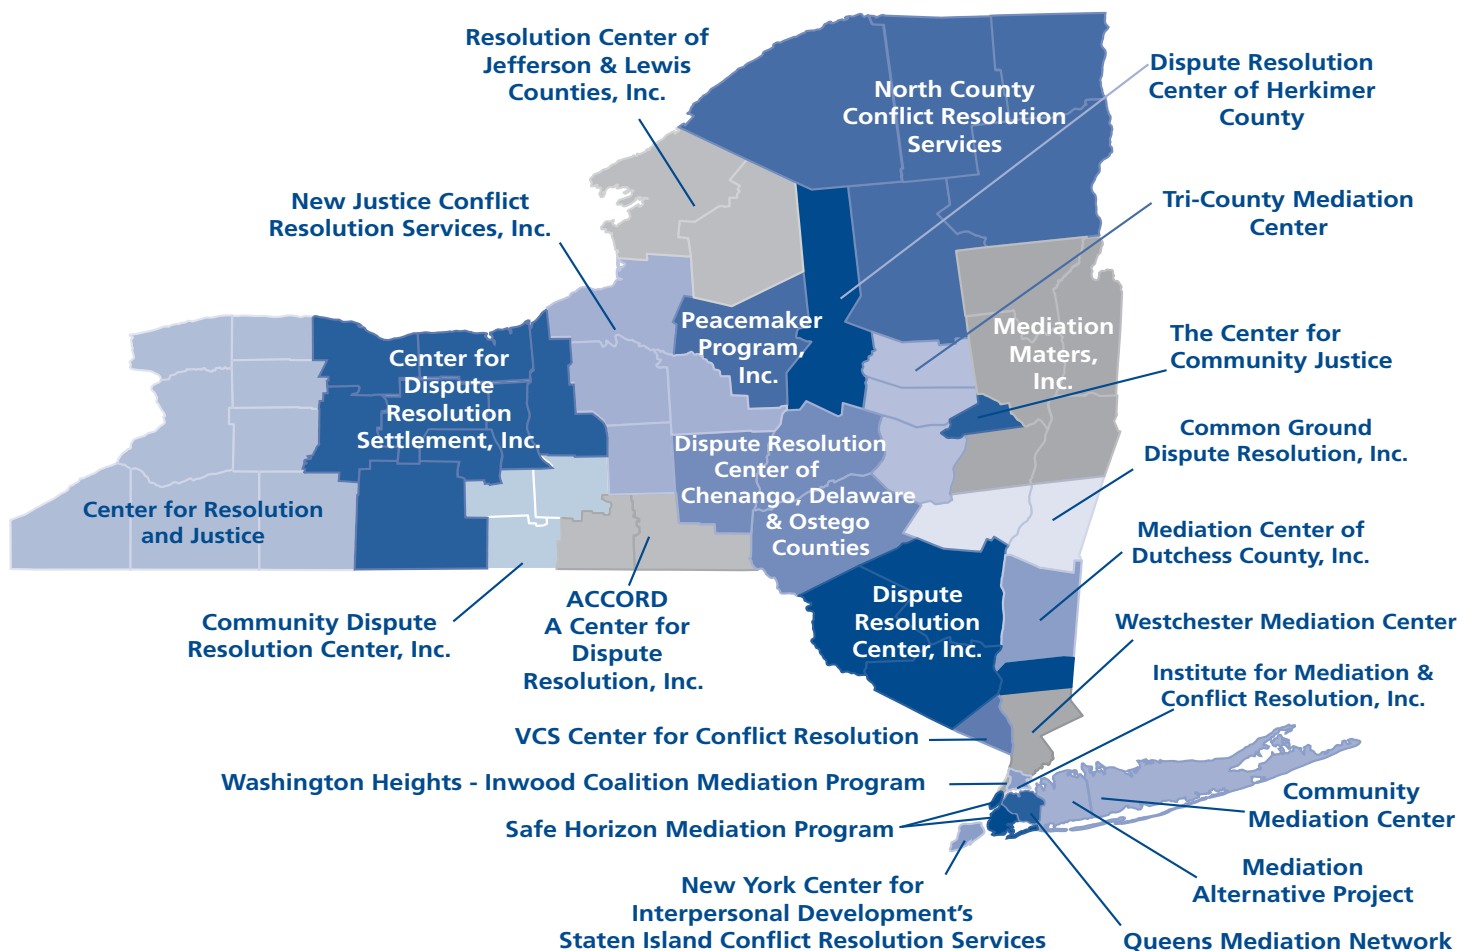 Resolution Center of
Jefferson & Lewis
Counties, Inc.
North County
Conflict Resolution
Services
Dispute Resolution
Center of Herkimer
County
New Justice Conflict
Resolution Services, Inc.
Tri-County Mediation
Center
Peacemaker
Program,
Inc.
Mediation
Maters,
Inc.
The Center for
Community Justice
Center for
Dispute
Resolution
Settlement, Inc.
Dispute Resolution
Center of
Chenango, Delaware
& Ostego
Counties
Common Ground
Dispute Resolution, Inc.
Center for Resolution
and Justice
Mediation Center of
Dutchess County, Inc.
Community Dispute
Resolution Center, Inc.
ACCORD
A Center for
Dispute
Resolution, Inc.
Dispute
Resolution
Center, Inc.
Westchester Mediation Center
Institute for Mediation &
Conflict Resolution, Inc.
VCS Center for Conflict Resolution
Washington Heights - Inwood Coalition Mediation Program
Safe Horizon Mediation Program
Community
Mediation Center
New York Center for
Interpersonal Development’s
Staten Island Conflict Resolution Services
Mediation
Alternative Project
Queens Mediation Network